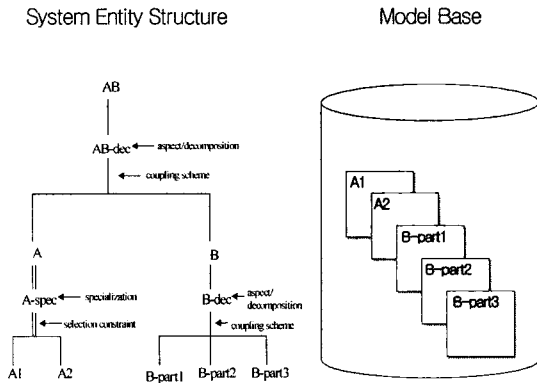 System Entity Structure
Model Base
AB
AB-dec
aspect/decomposition
coupling scheme
A
B
A-spec
specialization
B-dec
aspect/
decomposition
selection constraint
coupling scheme
A1
A2
B-part1
B-part2
B-part3
A1
A2
B-part1
B-part2
B-part3